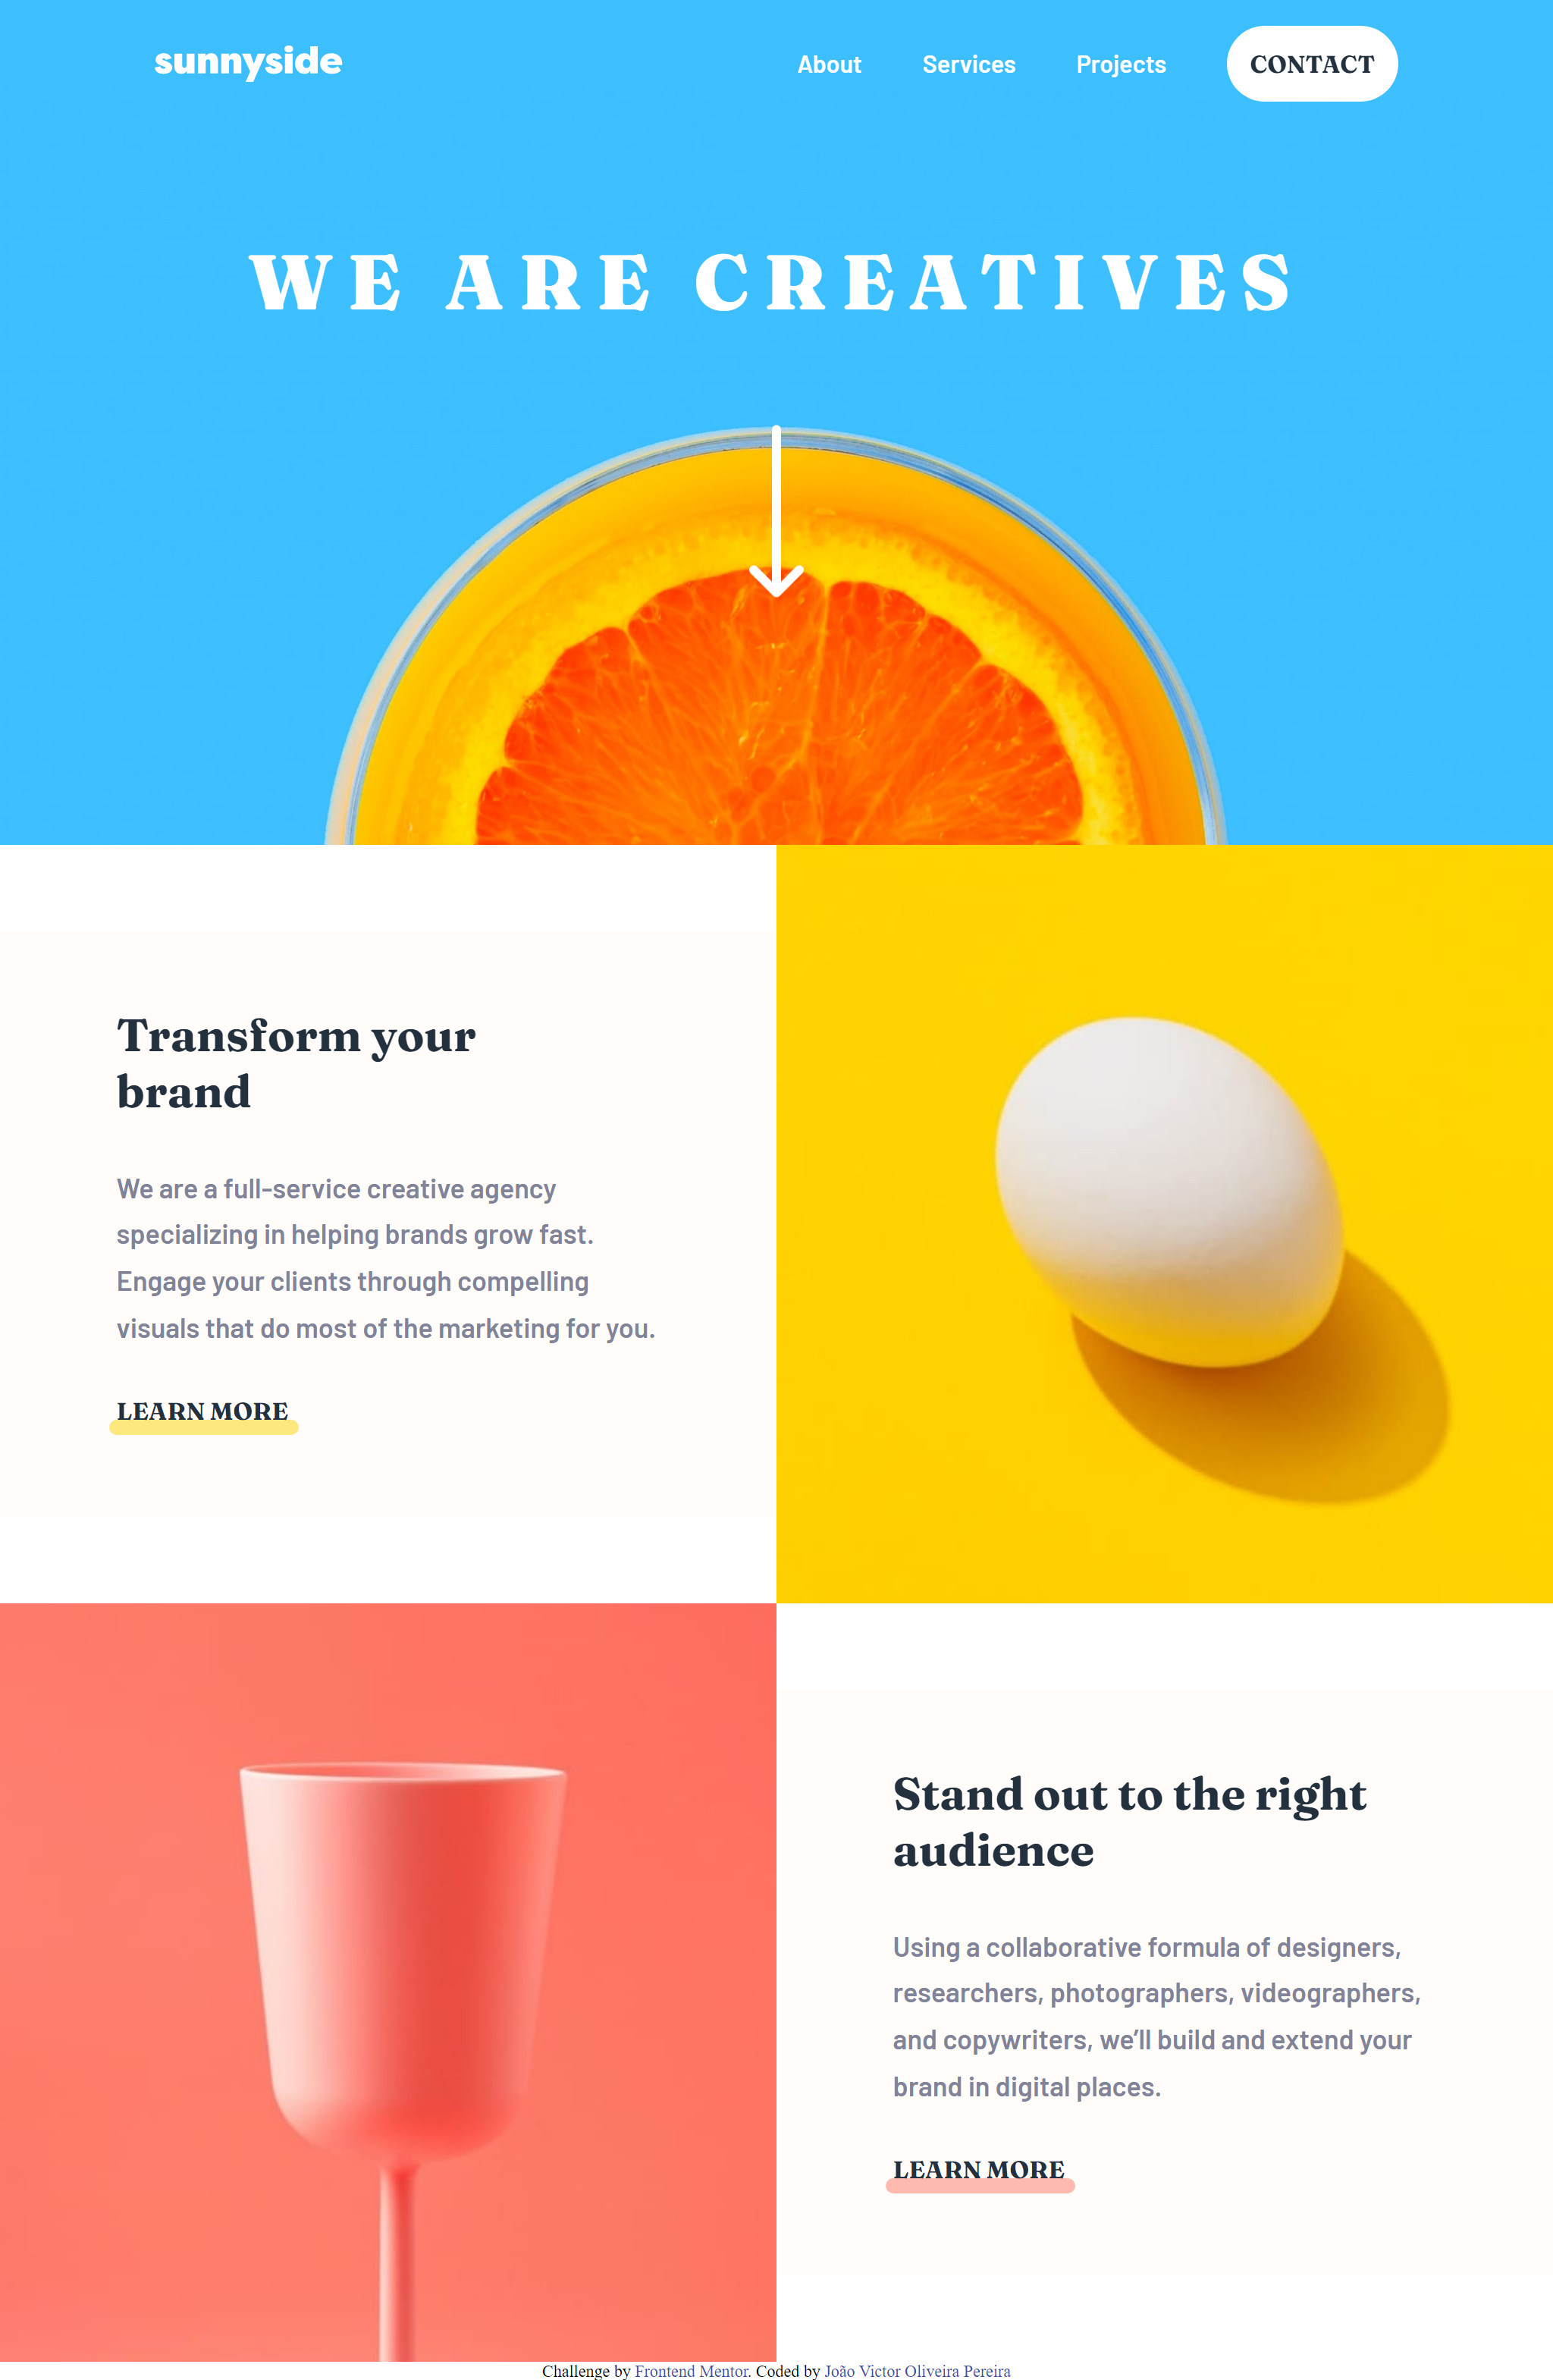 sunnyside
About Services Projects CONTACT
WE ARE CREATIVES
Transform your
brand
We are a full-service creative agency
specializing in helping brands grow fast.
Engage your clients through compelling
visuals that do most of the marketing for you.
LEARN MORE
Stand out to the right
audience
Using a collaborative formula of designers,
researchers, photographers, videographers,
and copywriters, we’ll build and extend your
brand in digital places.
LEARN MORE
Challenge by Frontend Mentor. Coded by João Victor Oliveira Pereira